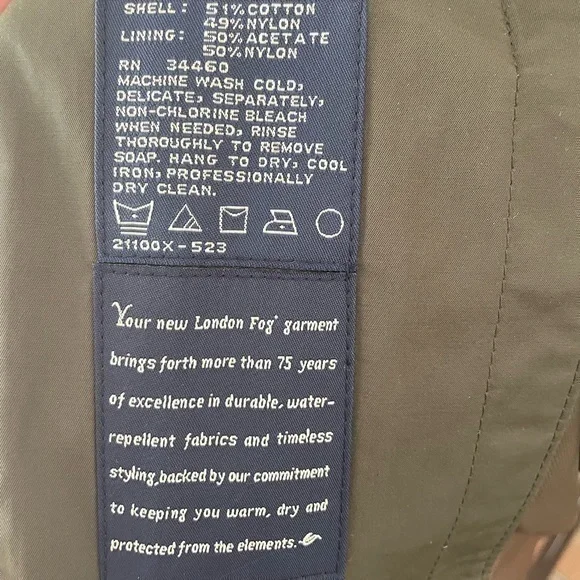 SHELL: 51% COTTON
49% NYLON
LINING: 50% ACETATE
50% NYLON
RN 34460
MACHINE WASH COLD,
DELICATE, SEPARATELY,
NON-CHLORINE BLEACH
WHEN NEEDED, RINSE
THOROUGHLY TO REMOVE
SOAP. HANG TO DRY, COOL
IRON, PROFESSIONALLY
DRY CLEAN.
21100X-523
Your new London Fog® garment
brings forth more than 75 years
of excellence in durable, water-
repellent fabrics and timeless
styling, backed by our commitment
to keeping you warm, dry and
protected from the elements.